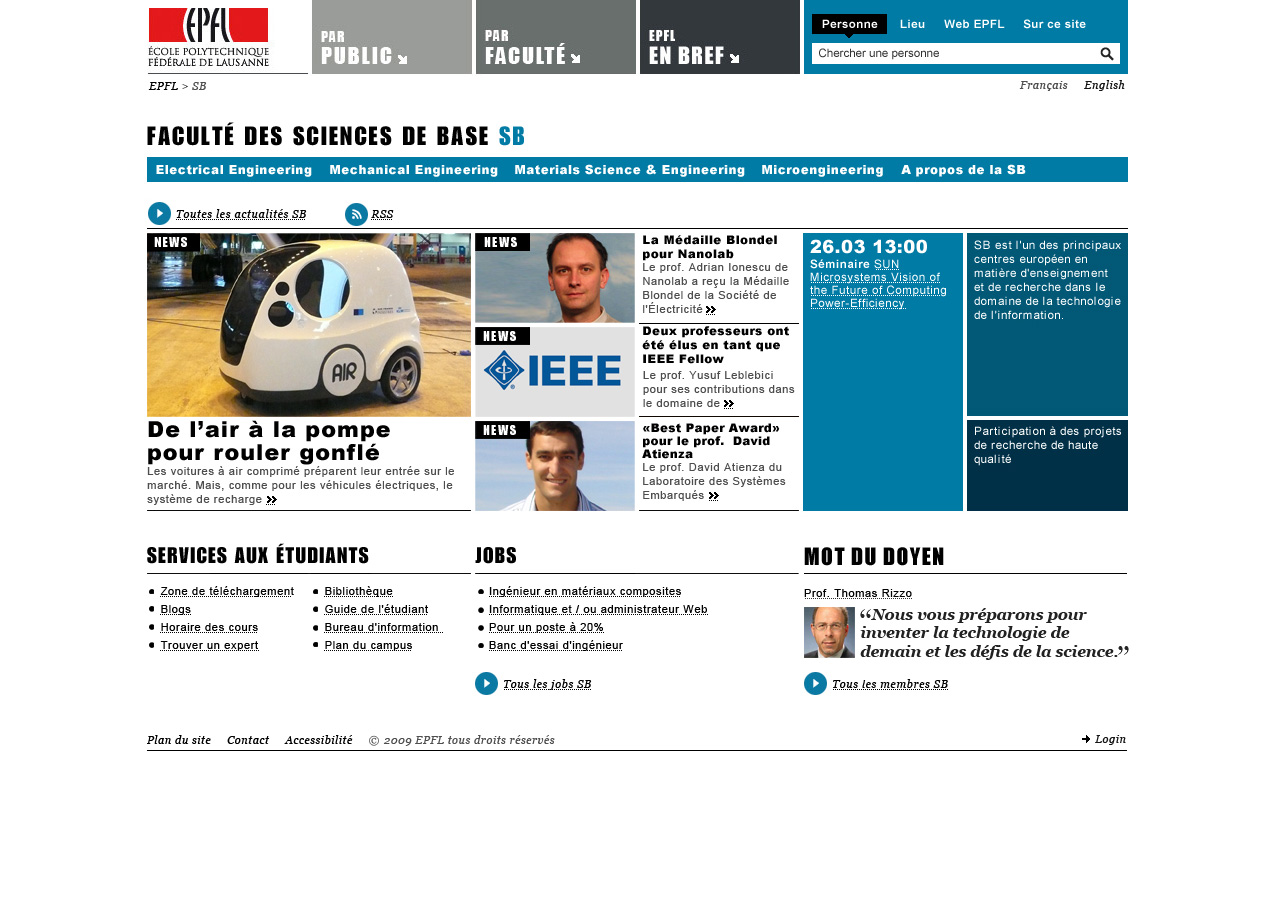 EPFL
ÉCOLE POLYTECHNIQUE
FÉDÉRALE DE LAUSANNE
PAR
PUBLIC
PAR
FACULTÉ
EPFL
EN BREF
Personne Lieu Web EPFL Sur ce site
Chercher une personne
EPFL > SB
Français English
FACULTÉ DES SCIENCES DE BASE SB
Electrical Engineering Mechanical Engineering Materials Science & Engineering Microengineering A propos de la SB
Toutes les actualités SB RSS
NEWS
AIR
De l’air à la pompe
pour rouler gonflé
Les voitures à air comprimé préparent leur entrée sur le
marché. Mais, comme pour les véhicules électriques, le
système de recharge
NEWS
La Médaille Blondel
pour Nanolab
Le prof. Adrian Ionescu de
Nanolab a reçu la Médaille
Blondel de la Société de
l'Électricité
NEWS
IEEE
Deux professeurs ont
été élus en tant que
IEEE Fellow
Le prof. Yusuf Leblebici
pour ses contributions dans
le domaine de
NEWS
«Best Paper Award»
pour le prof. David
Atienza
Le prof. David Atienza du
Laboratoire des Systèmes
Embarqués
26.03 13:00
Séminaire SUN
Microsystems Vision of
the Future of Computing
Power-Efficiency
SB est l'un des principaux
centres européen en
matière d'enseignement
et de recherche dans le
domaine de la technologie
de l'information.
Participation à des projets
de recherche de haute
qualité
SERVICES AUX ÉTUDIANTS
Zone de téléchargement
Blogs
Horaire des cours
Trouver un expert
Bibliothèque
Guide de l'étudiant
Bureau d'information
Plan du campus
JOBS
Ingénieur en matériaux composites
Informatique et / ou administrateur Web
Pour un poste à 20%
Banc d'essai d'ingénieur
Tous les jobs SB
MOT DU DOYEN
Prof. Thomas Rizzo
“Nous vous préparons pour
inventer la technologie de
demain et les défis de la science.”
Tous les membres SB
Plan du site Contact Accessibilité © 2009 EPFL tous droits réservés
Login